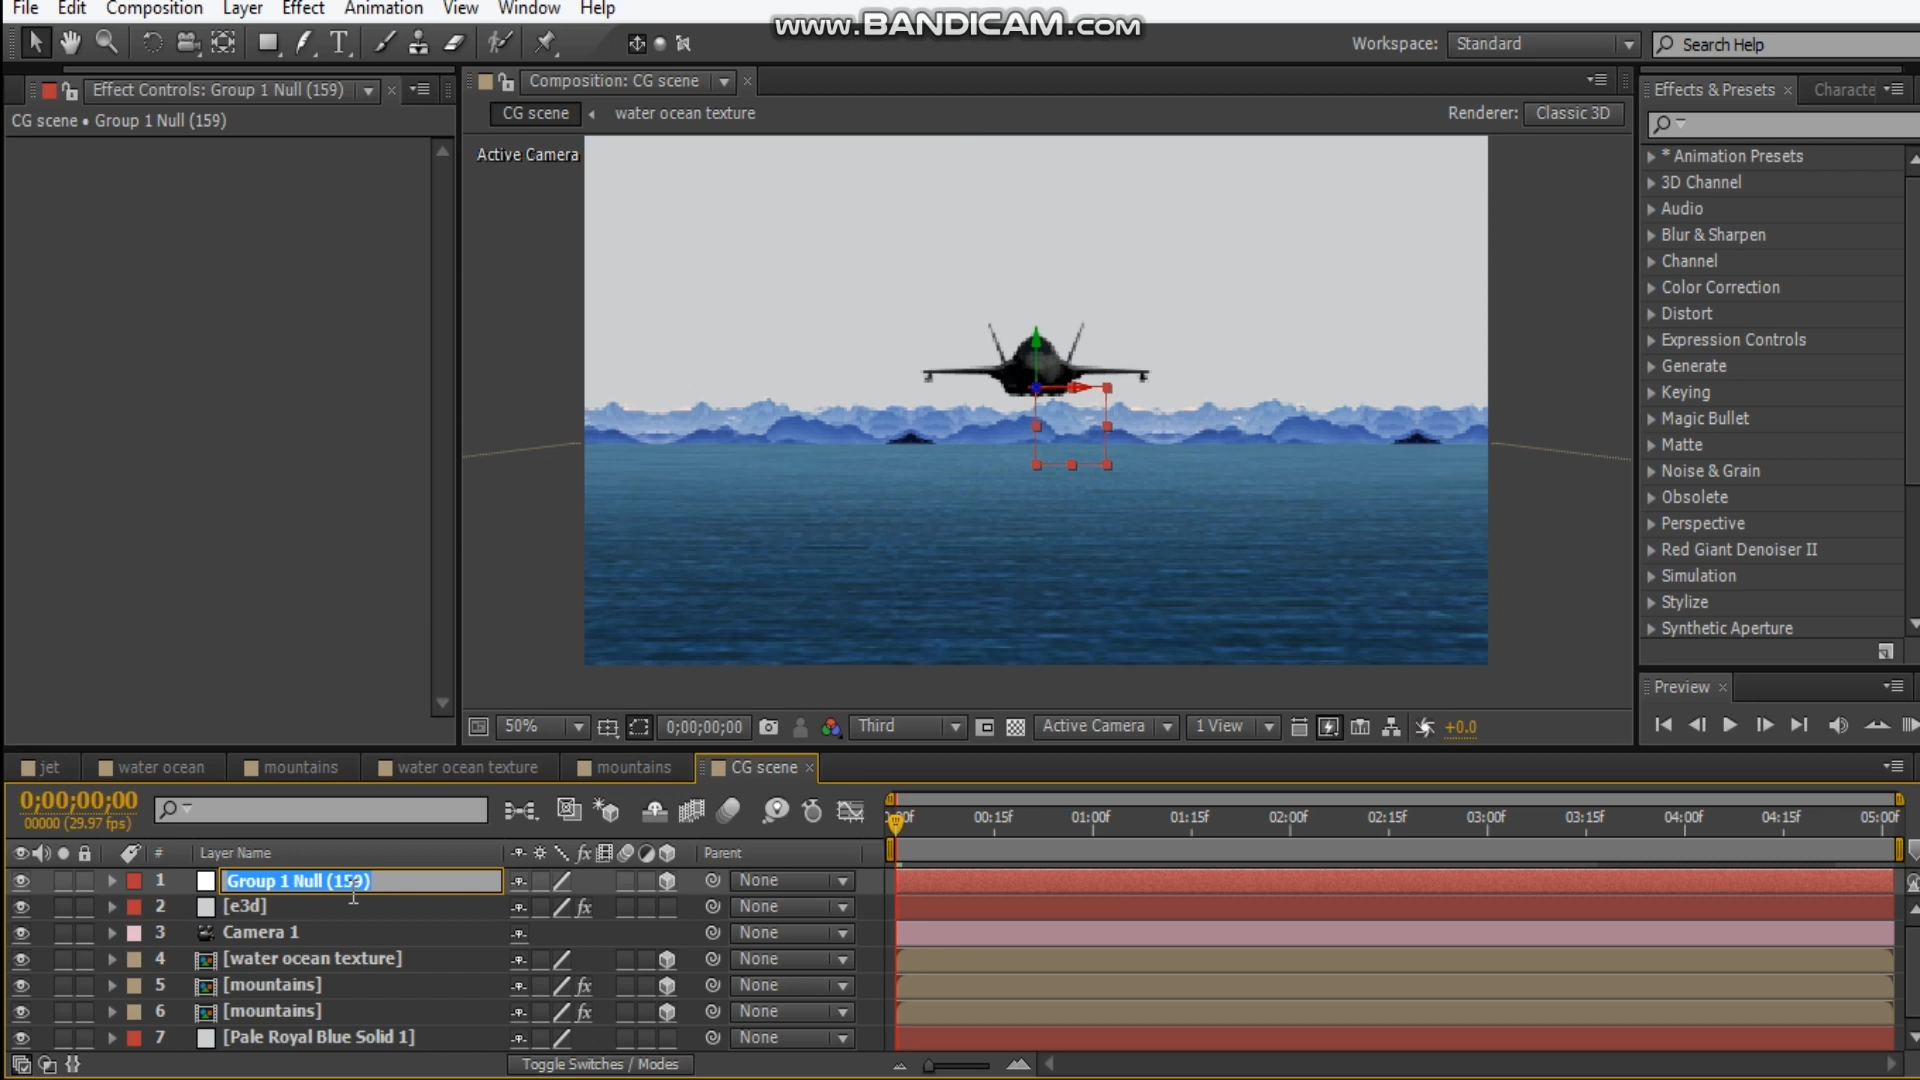 File Edit Composition Layer Effect Animation View Window Help
www.BANDICAM.com
Workspace: Standard Search Help
Effect Controls: Group 1 Null (159)
Composition: CG scene
Effects & Presets Characte
CG scene • Group 1 Null (159)
CG scene water ocean texture
Renderer: Classic 3D
Active Camera
* Animation Presets
3D Channel
Audio
Blur & Sharpen
Channel
Color Correction
Distort
Expression Controls
Generate
Keying
Magic Bullet
Matte
Noise & Grain
Obsolete
Perspective
Red Giant Denoiser II
Simulation
Stylize
Synthetic Aperture
Preview
50% 0;00;00;00 Third Active Camera 1 View +0.0
jet water ocean mountains water ocean texture mountains CG scene
0;00;00;00
00000 (29.97 fps)
00f 00:15f 01:00f 01:15f 02:00f 02:15f 03:00f 03:15f 04:00f 04:15f 05:00f
# Layer Name fx Parent
1 Group 1 Null (159) None
2 [e3d] fx None
3 Camera 1 None
4 [water ocean texture] None
5 [mountains] fx None
6 [mountains] fx None
7 [Pale Royal Blue Solid 1] None
Toggle Switches / Modes